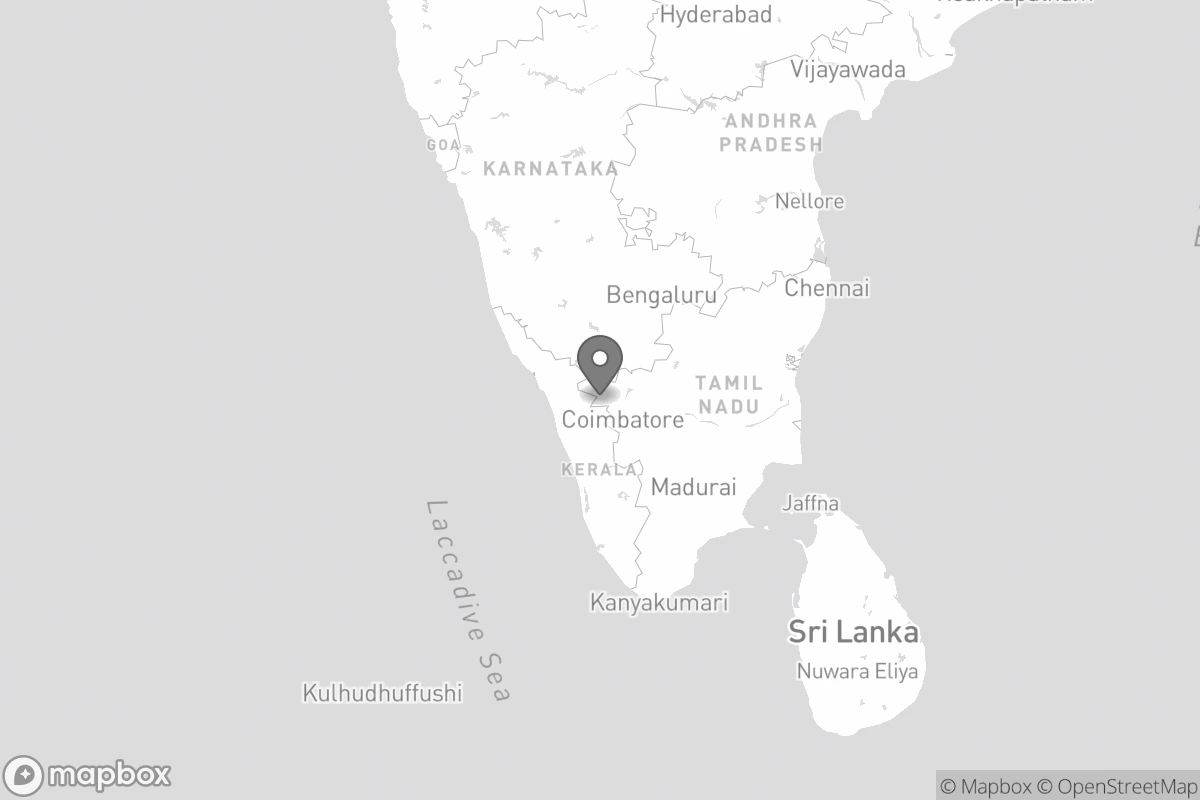 Hyderabad
Vijayawada
ANDHRA
PRADESH
GOA
KARNATAKA
Nellore
Bengaluru
Chennai
TAMIL
NADU
Coimbatore
KERALA
Madurai
Jaffna
Laccadive Sea
Kanyakumari
Sri Lanka
Nuwara Eliya
Kulhudhuffushi
mapbox
© Mapbox © OpenStreetMap